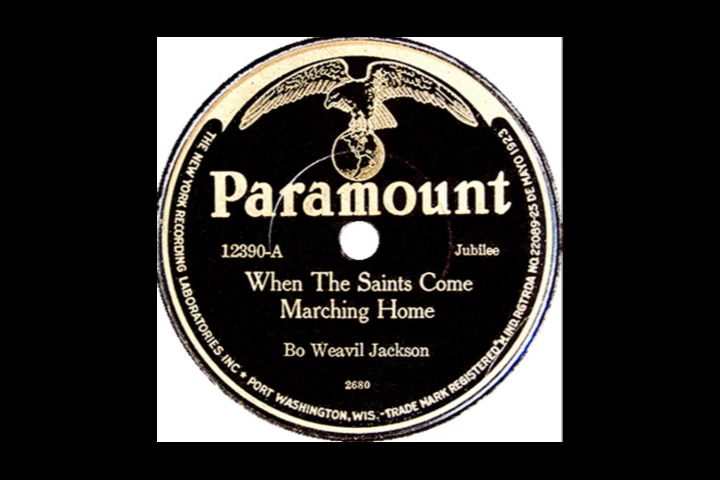 Paramount
12390-A
Jubilee
When The Saints Come
Marching Home
Bo Weavil Jackson
2680
THE NEW YORK RECORDING LABORATORIES, INC * PORT WASHINGTON, WIS.-TRADE MARK REGISTERED*M.IND.RGTRDA NO.22089-25 DE MAYO 1923